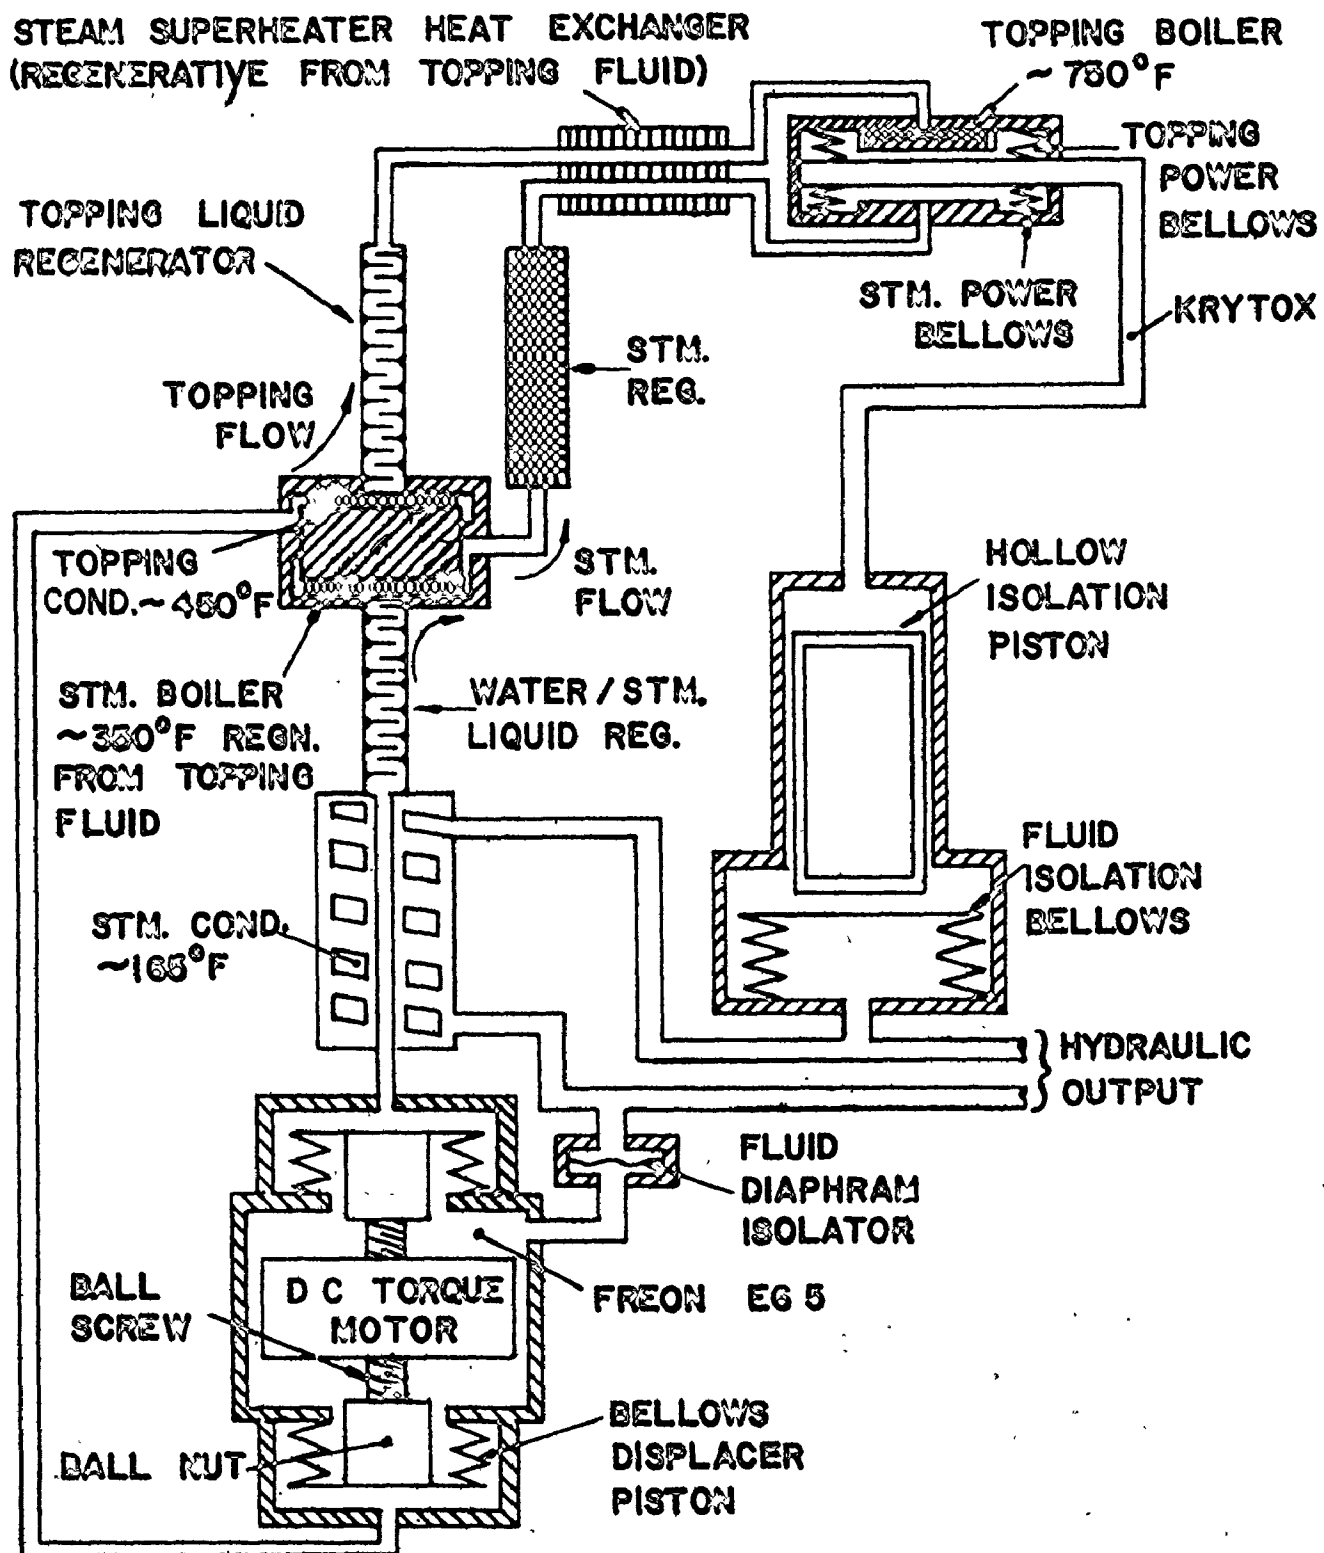 STEAM SUPERHEATER HEAT EXCHANGER
(REGENERATIVE FROM TOPPING FLUID)
TOPPING BOILER
~750°F
TOPPING
POWER
BELLOWS
TOPPING LIQUID
REGENERATOR
STM. POWER
BELLOWS
KRYTOX
STM.
REG.
TOPPING
FLOW
TOPPING
COND.~450°F
STM.
FLOW
HOLLOW
ISOLATION
PISTON
STM. BOILER
~350°F REGN.
FROM TOPPING
FLUID
WATER/STM.
LIQUID REG.
FLUID
ISOLATION
BELLOWS
STM. COND.
~165°F
HYDRAULIC
OUTPUT
FLUID
DIAPHRAM
ISOLATOR
BALL
SCREW
DC TORQUE
MOTOR
FREON E6 5
BALL NUT
BELLOWS
DISPLACER
PISTON